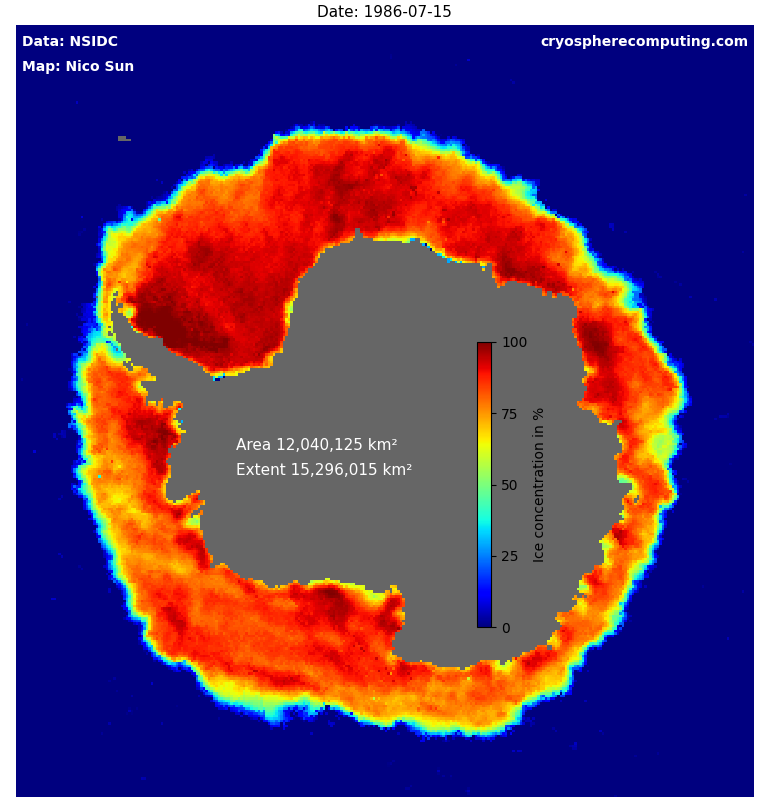 Date: 1986-07-15
Data: NSIDC
cryospherecomputing.com
Map: Nico Sun
100
75
50
25
0
Ice concentration in %
Area 12,040,125 km²
Extent 15,296,015 km²